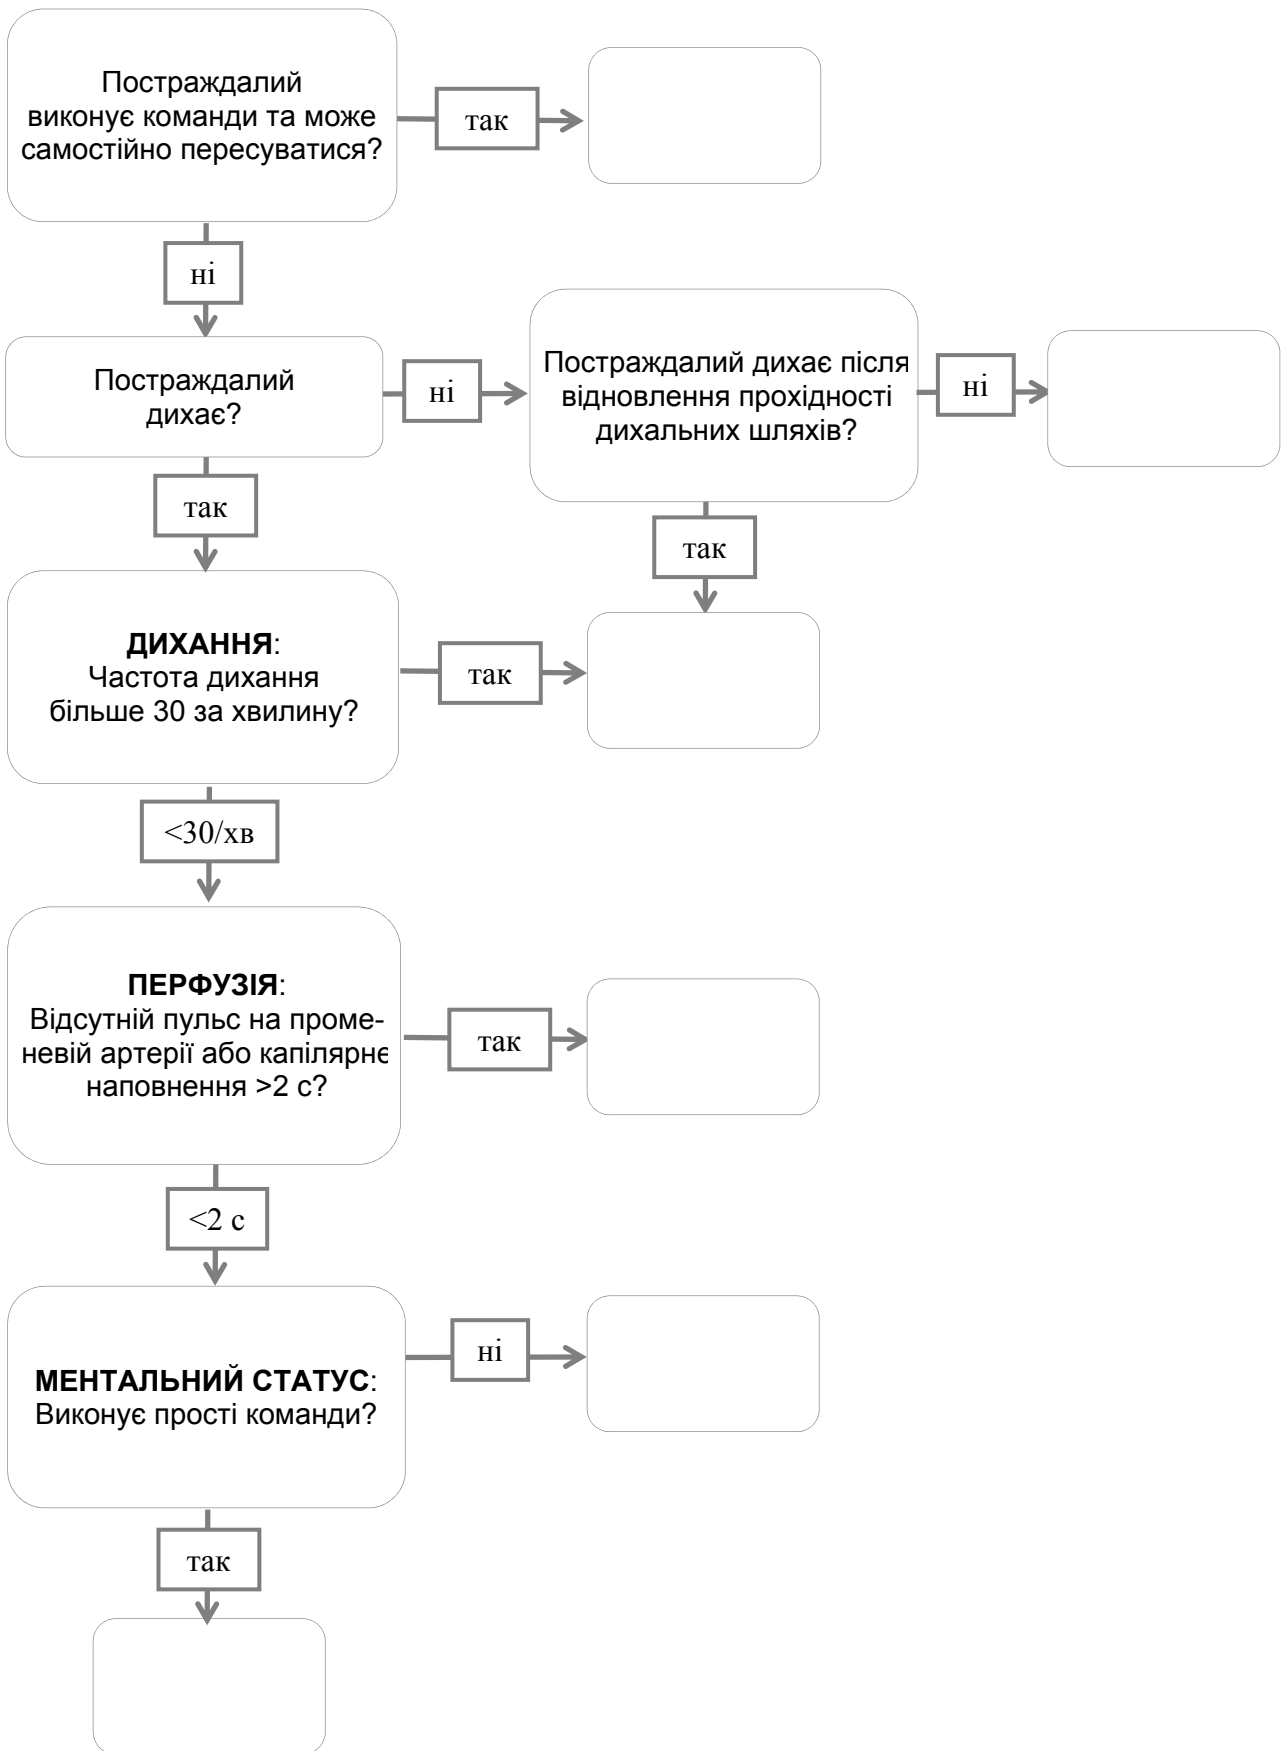 Постраждалий
виконує команди та може
самостійно пересуватися?
так
ні
Постраждалий
дихає?
ні
Постраждалий дихає після
відновлення прохідності
дихальних шляхів?
ні
так
так
ДИХАННЯ:
Частота дихання
більше 30 за хвилину?
так
<30/хв
ПЕРФУЗІЯ:
Відсутній пульс на проме-
невій артерії або капілярне
наповнення >2 с?
так
<2 с
МЕНТАЛЬНИЙ СТАТУС:
Виконує прості команди?
ні
так